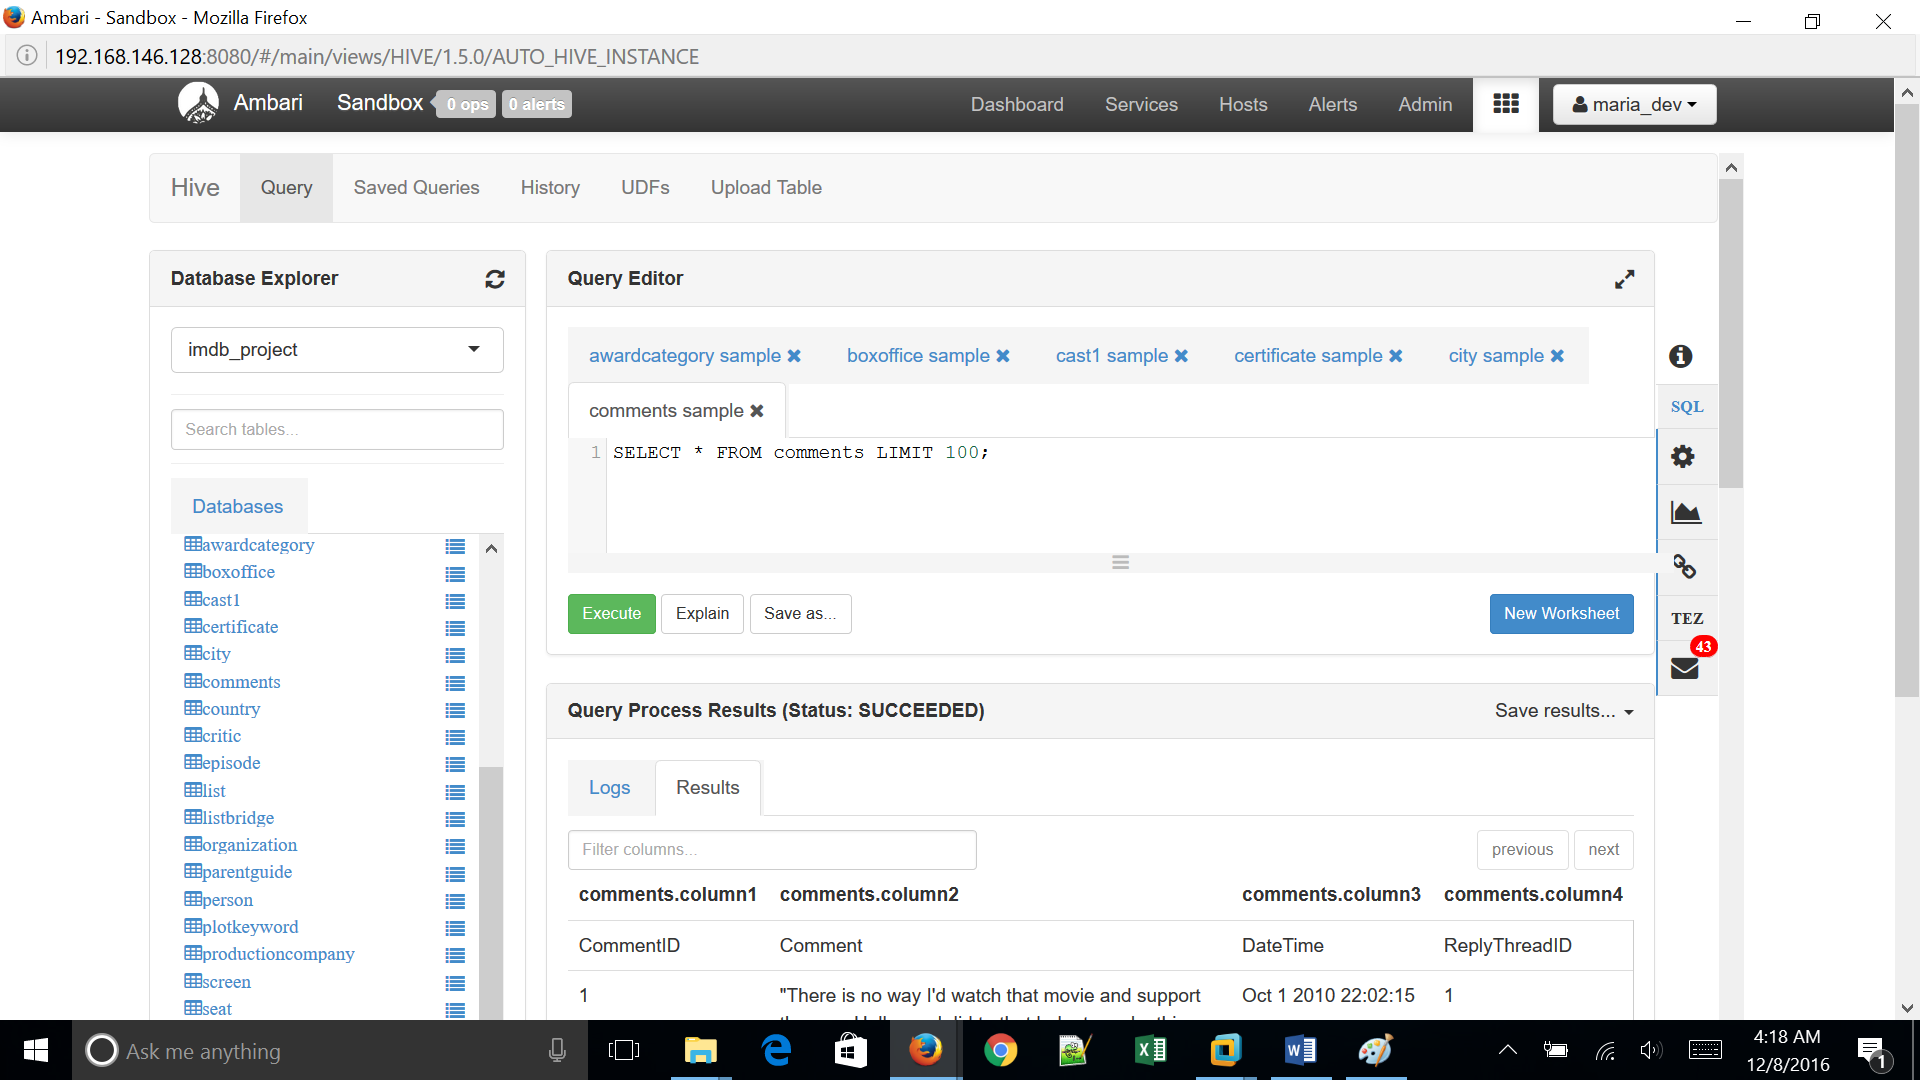 Ambari - Sandbox - Mozilla Firefox
192.168.146.128:8080/#/main/views/HIVE/1.5.0/AUTO_HIVE_INSTANCE
Ambari Sandbox 0 ops 0 alerts Dashboard Services Hosts Alerts Admin maria_dev
Hive Query Saved Queries History UDFs Upload Table
Database Explorer
imdb_project
Search tables...
Databases
awardcategory
boxoffice
cast1
certificate
city
comments
country
critic
episode
list
listbridge
organization
parentguide
person
plotkeyword
productioncompany
screen
seat
Query Editor
awardcategory sample boxoffice sample cast1 sample certificate sample city sample
comments sample
1 SELECT * FROM comments LIMIT 100;
Execute Explain Save as... New Worksheet
SQL
TEZ
43
Query Process Results (Status: SUCCEEDED) Save results...
Logs Results
Filter columns... previous next
comments.column1 comments.column2 comments.column3 comments.column4
CommentID Comment DateTime ReplyThreadID
1 "There is no way I'd watch that movie and support Oct 1 2010 22:02:15 1
Ask me anything
4:18 AM
12/8/2016
1